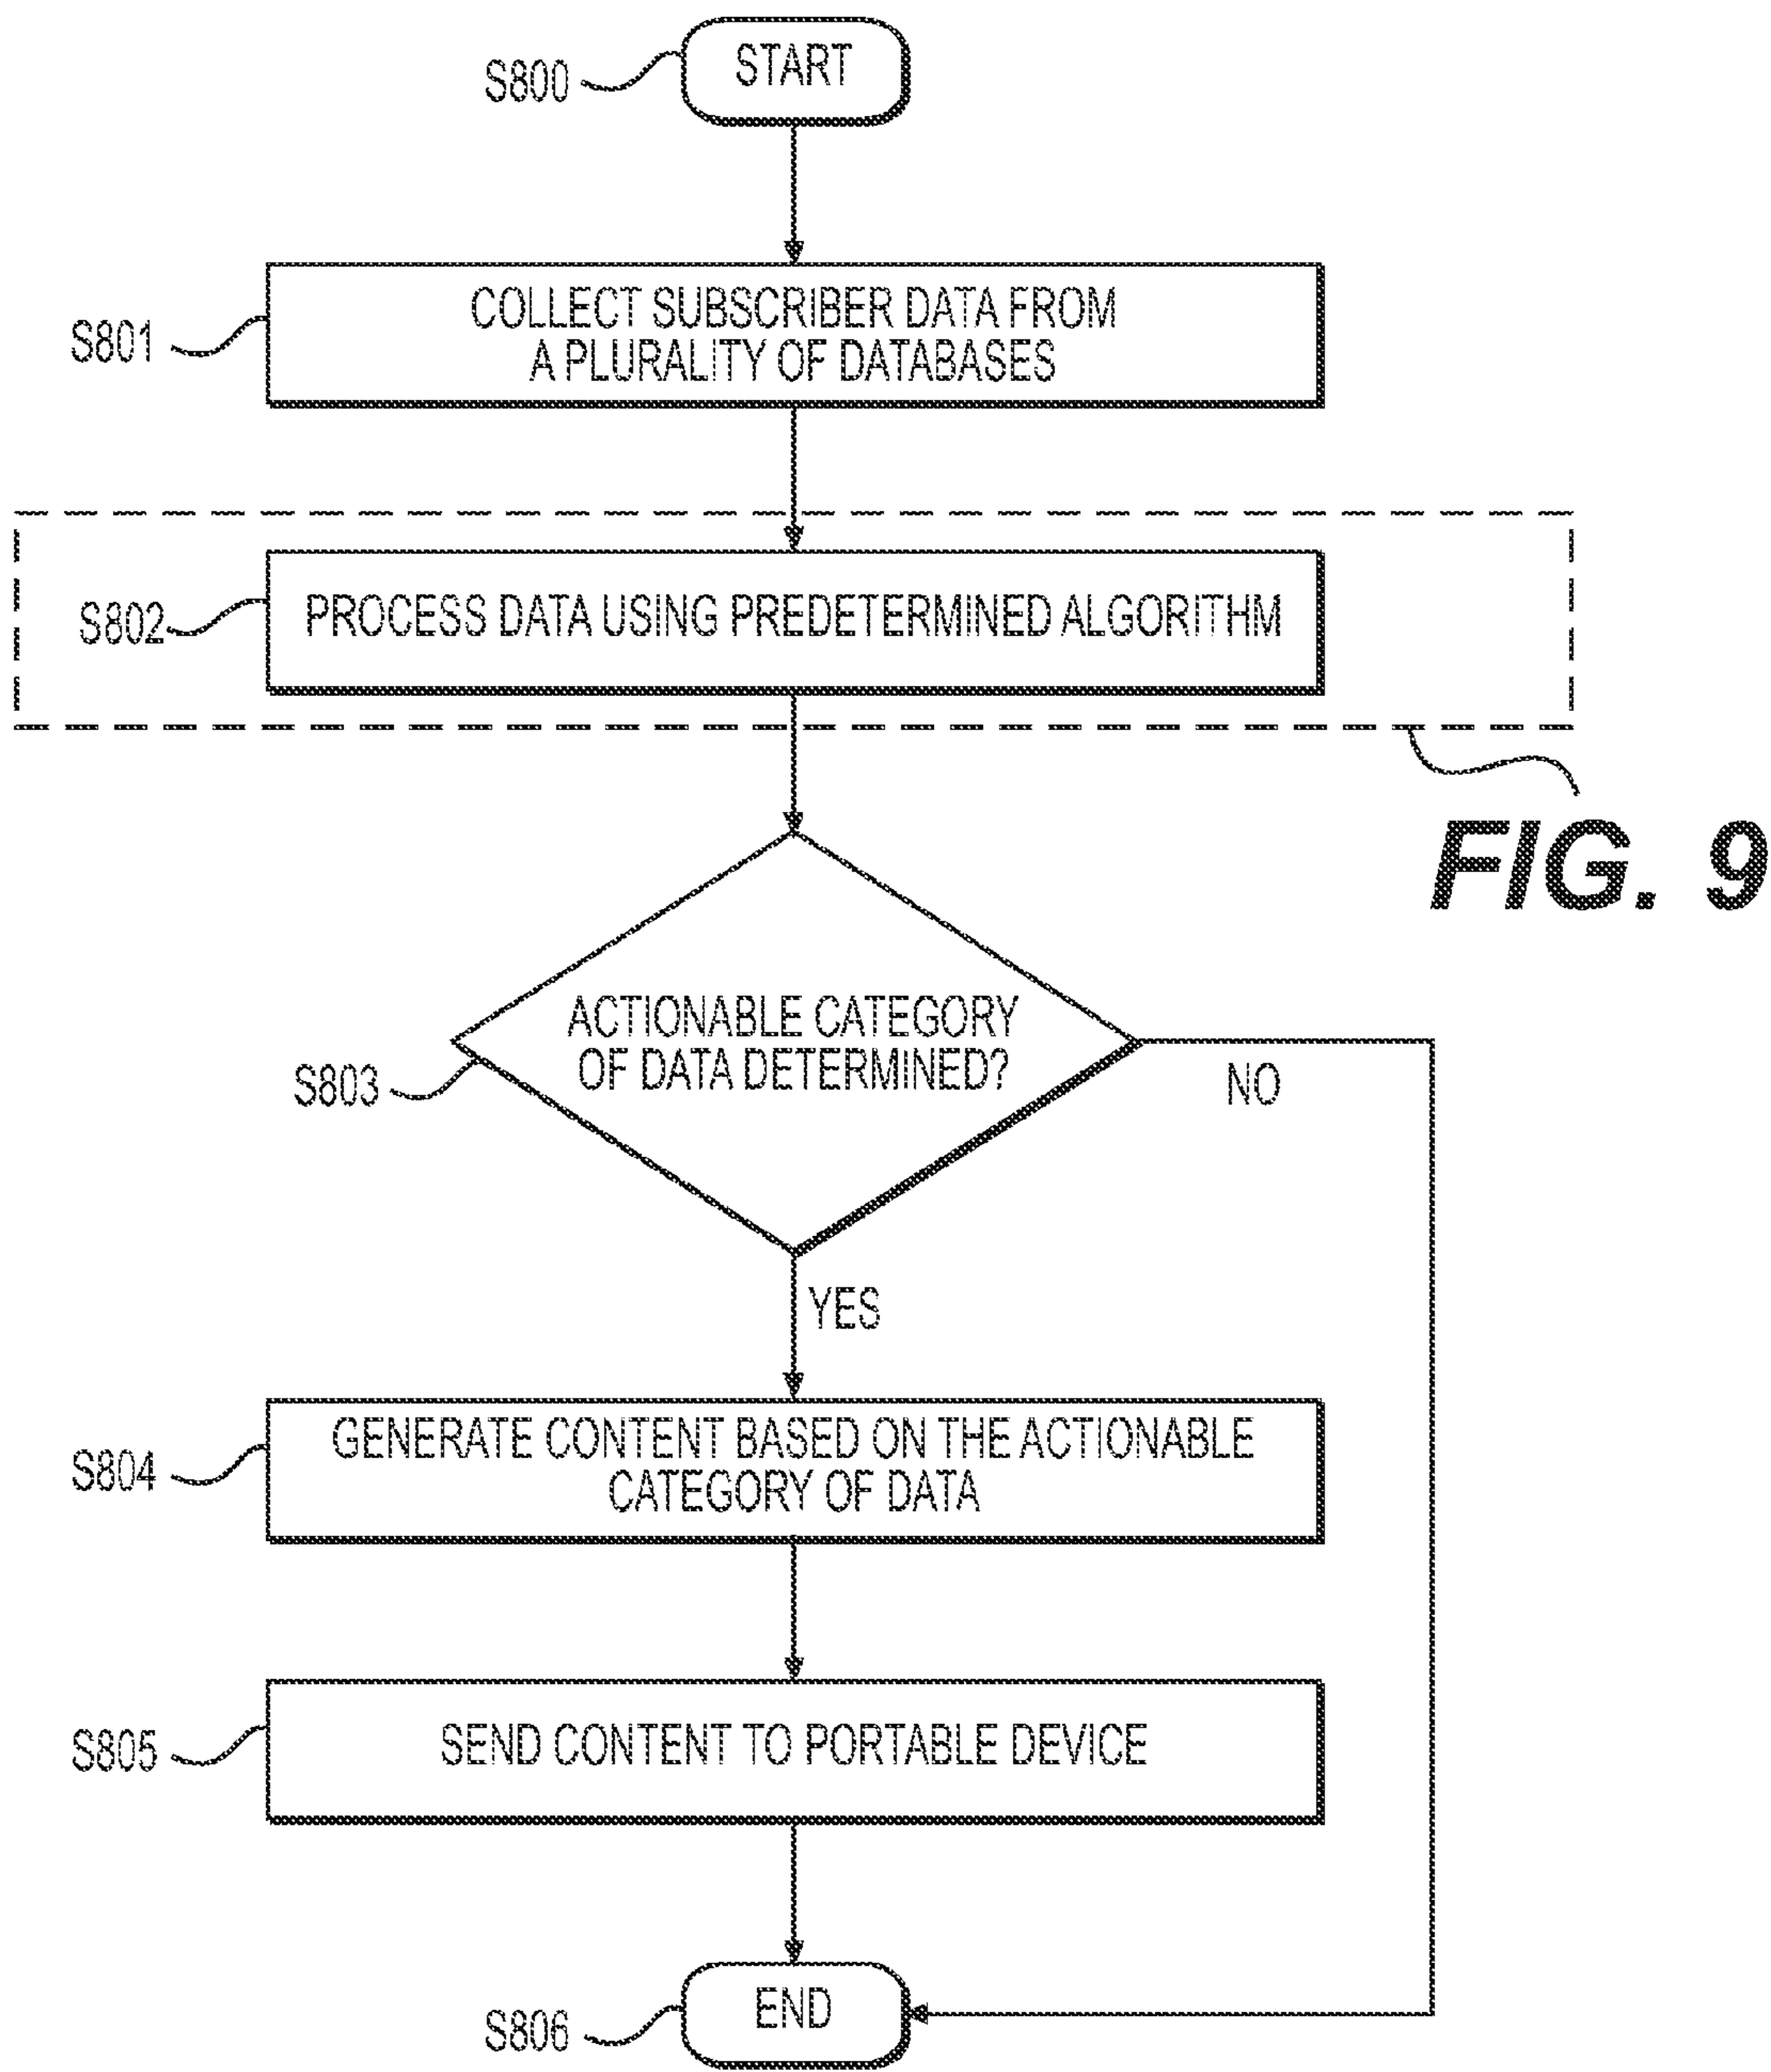 START
S800
COLLECT SUBSCRIBER DATA FROM
A PLURALITY OF DATABASES
S801
PROCESS DATA USING PREDETERMINED ALGORITHM
S802
FIG. 9
ACTIONABLE CATEGORY
OF DATA DETERMINED?
S803
NO
YES
GENERATE CONTENT BASED ON THE ACTIONABLE
CATEGORY OF DATA
S804
SEND CONTENT TO PORTABLE DEVICE
S805
END
S806